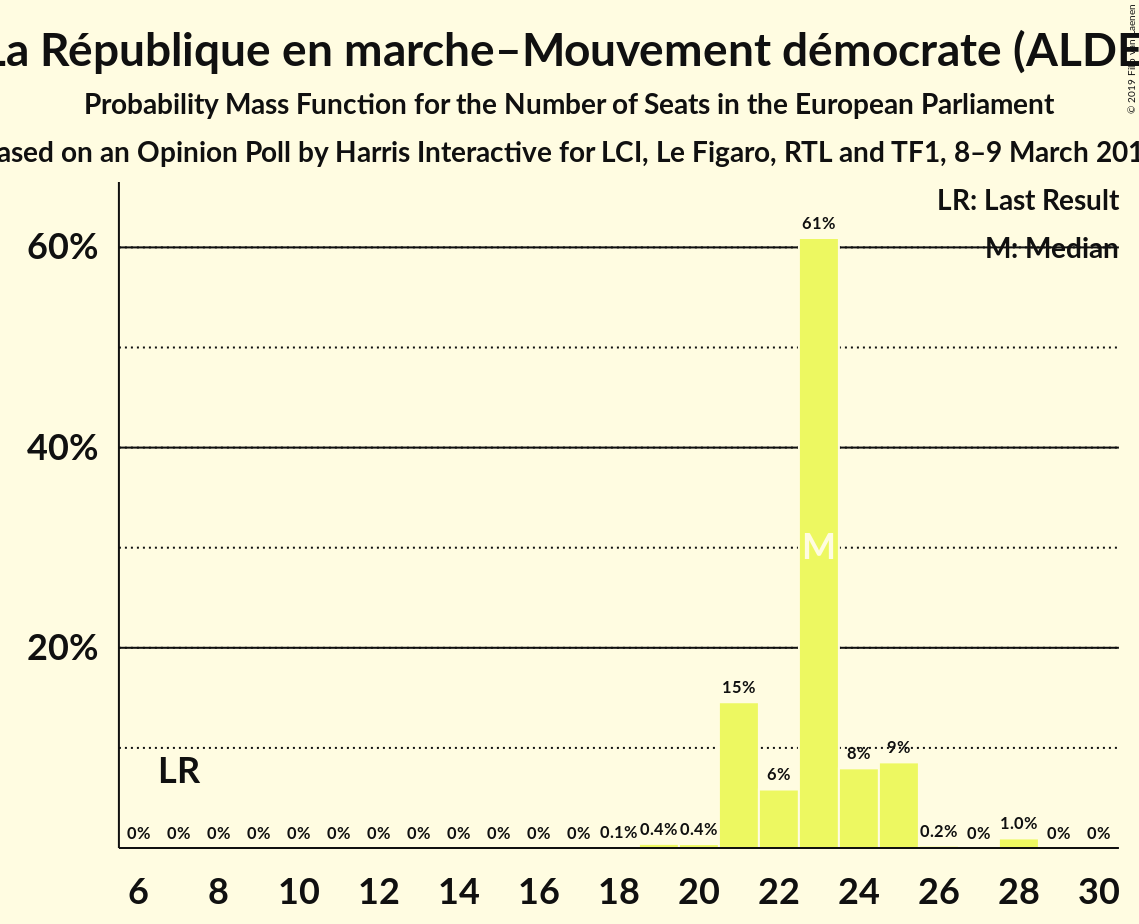 La République en marche–Mouvement démocrate (ALDE
Probability Mass Function for the Number of Seats in the European Parliament
ased on an Opinion Poll by Harris Interactive for LCI, Le Figaro, RTL and TF1, 8–9 March 201
© 2019 Filip van Laenen
LR: Last Result
M: Median
60%
40%
20%
61%
M
15%
6%
8%
9%
LR
0% 0% 0% 0% 0% 0% 0% 0% 0% 0% 0% 0% 0.1% 0.4% 0.4% 0.2% 0% 1.0% 0% 0%
6 8 10 12 14 16 18 20 22 24 26 28 30